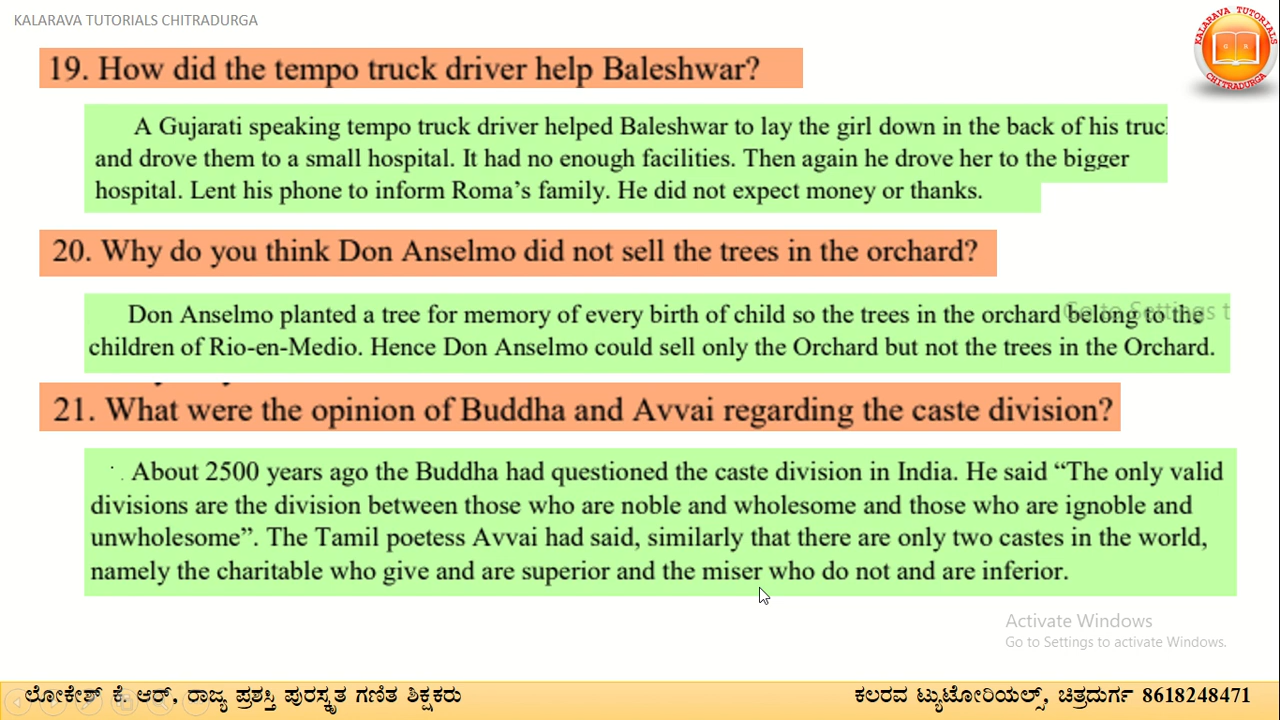 KALARAVA TUTORIALS CHITRADURGA
KALARAVA TUTORIALS
CHITRADURGA
19. How did the tempo truck driver help Baleshwar?
A Gujarati speaking tempo truck driver helped Baleshwar to lay the girl down in the back of his truc
and drove them to a small hospital. It had no enough facilities. Then again he drove her to the bigger
hospital. Lent his phone to inform Roma’s family. He did not expect money or thanks.
20. Why do you think Don Anselmo did not sell the trees in the orchard?
Don Anselmo planted a tree for memory of every birth of child so the trees in the orchard belong to the
children of Rio-en-Medio. Hence Don Anselmo could sell only the Orchard but not the trees in the Orchard.
Go to Settings t
21. What were the opinion of Buddha and Avvai regarding the caste division?
About 2500 years ago the Buddha had questioned the caste division in India. He said “The only valid
divisions are the division between those who are noble and wholesome and those who are ignoble and
unwholesome”. The Tamil poetess Avvai had said, similarly that there are only two castes in the world,
namely the charitable who give and are superior and the miser who do not and are inferior.
Activate Windows
Go to Settings to activate Windows.
ಲೋಕೇಶ್ ಕೆ ಆರ್, ರಾಜ್ಯ ಪ್ರಶಸ್ತಿ ಪುರಸ್ಕೃತ ಗಣಿತ ಶಿಕ್ಷಕರು
ಕಲರವ ಟ್ಯುಟೋರಿಯಲ್ಸ್, ಚಿತ್ರದುರ್ಗ 8618248471